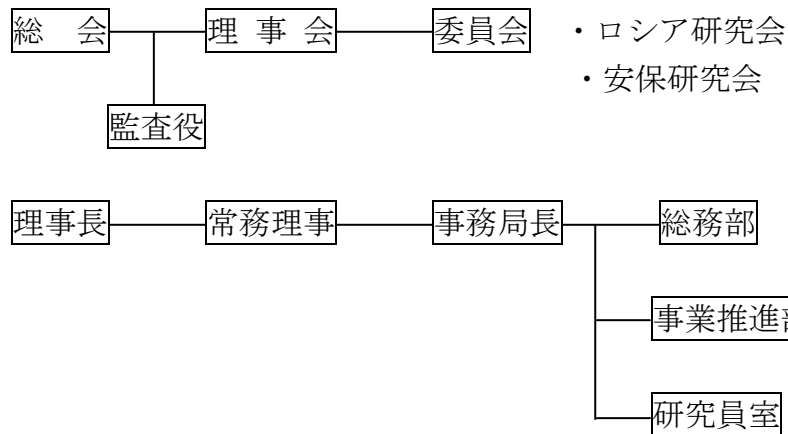 総　会 理 事 会 委員会 ・ロシア研究会
・安保研究会
監査役
理事長 常務理事 事務局長 総務部
事業推進部
研究員室